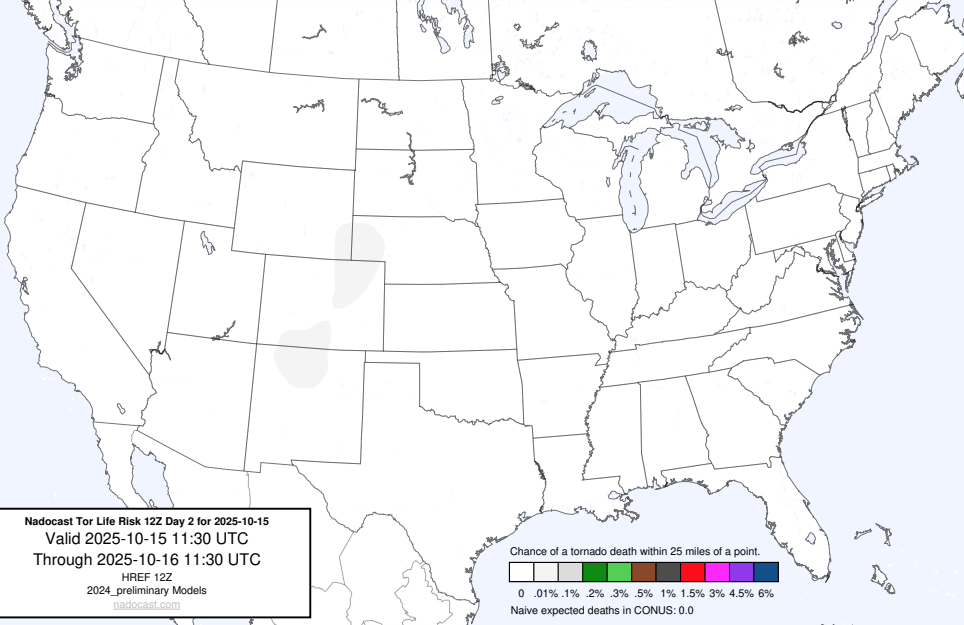 Nadocast Tor Life Risk 12Z Day 2 for 2025-10-15
Valid 2025-10-15 11:30 UTC
Through 2025-10-16 11:30 UTC
HREF 12Z
2024_preliminary Models
nadocast.com
Chance of a tornado death within 25 miles of a point.
0 .01% .1% .2% .3% .5% 1% 1.5% 3% 4.5% 6%
Naive expected deaths in CONUS: 0.0